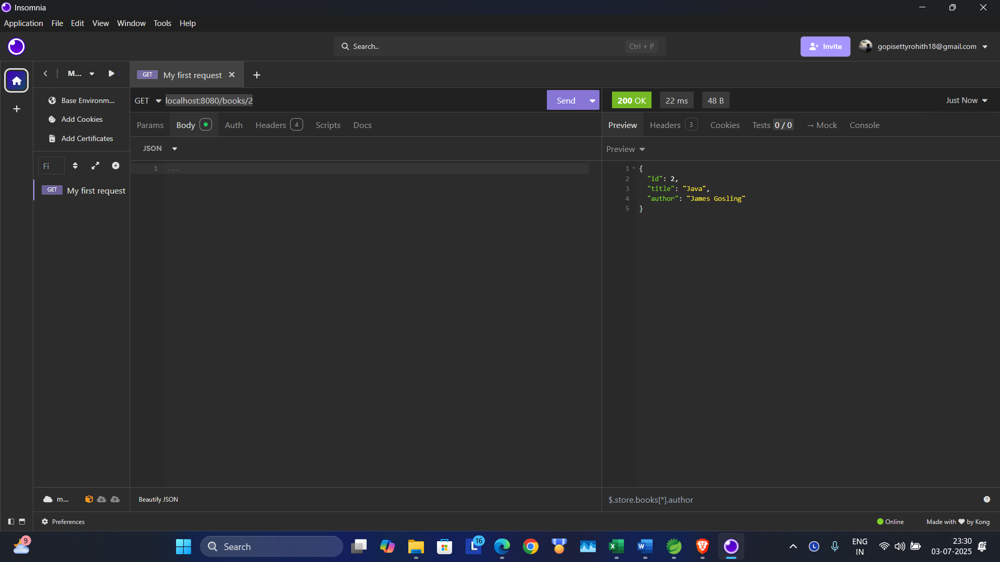 Insomnia
Application File Edit View Window Tools Help
Search.. Ctrl + P
Invite gopisettyrohith18@gmail.com
M...
GET My first request
Base Environm...
Add Cookies
Add Certificates
Fi
GET My first request
GET localhost:8080/books/2 Send
Params Body Auth Headers 4 Scripts Docs
JSON
1 ...
200 OK 22 ms 48 B Just Now
Preview Headers 3 Cookies Tests 0 / 0 → Mock Console
Preview
1 {
2 "id": 2,
3 "title": "Java",
4 "author": "James Gosling"
5 }
m...
Beautify JSON
$.store.books[*].author
Preferences
Online Made with ❤ by Kong
9
Search
16
L
X
W
L
ENG
IN
23:30
03-07-2025